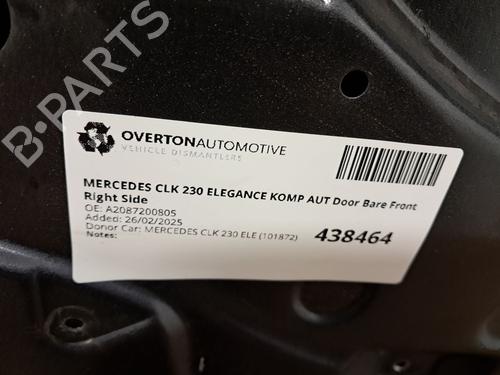 B-PARTS
OVERTONAUTOMOTIVE
VEHICLE DISMANTLERS
MERCEDES CLK 230 ELEGANCE KOMP AUT Door Bare Front
Right Side
OE: A2087200805
Added: 26/02/2025
Donor Car: MERCEDES CLK 230 ELE (101872)
Notes:
438464